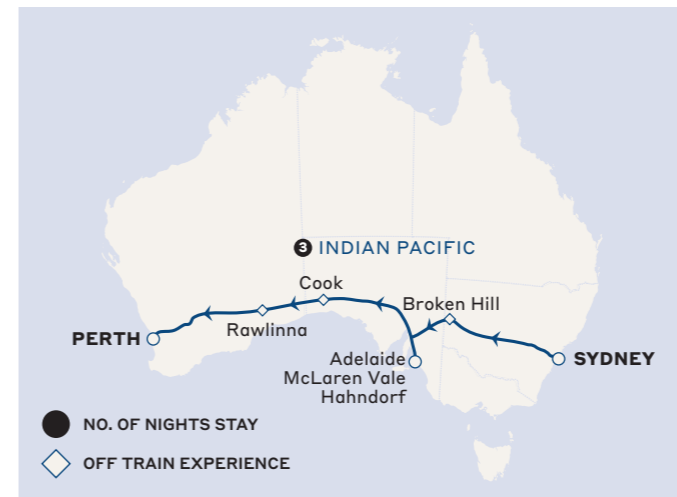 3 INDIAN PACIFIC
Cook
Broken Hill
Rawlinna
PERTH
SYDNEY
Adelaide
McLaren Vale
Hahndorf
NO. OF NIGHTS STAY
OFF TRAIN EXPERIENCE